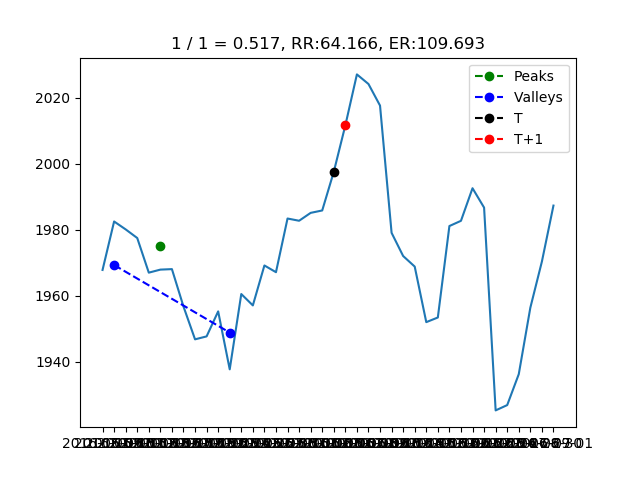 1 / 1 = 0.517, RR:64.166, ER:109.693
Peaks
Valleys
T
T+1
2020
2000
1980
1960
1940